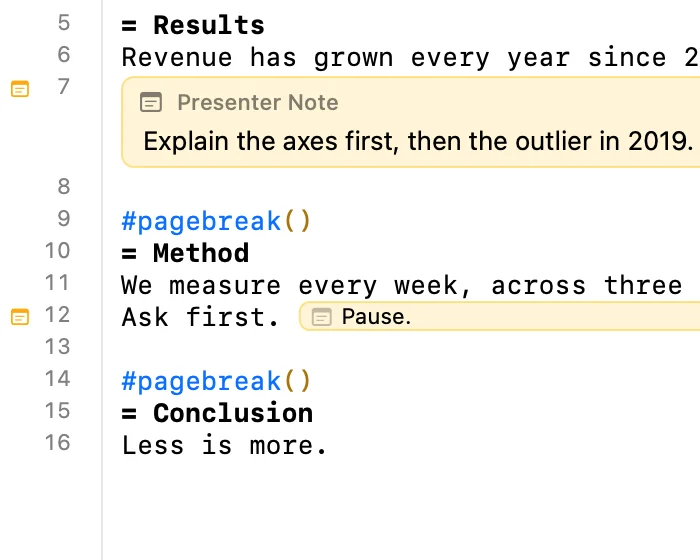 5 = Results
6 Revenue has grown every year since 2
7 Presenter Note
Explain the axes first, then the outlier in 2019.
8
9 #pagebreak()
10 = Method
11 We measure every week, across three
12 Ask first. Pause.
13
14 #pagebreak()
15 = Conclusion
16 Less is more.